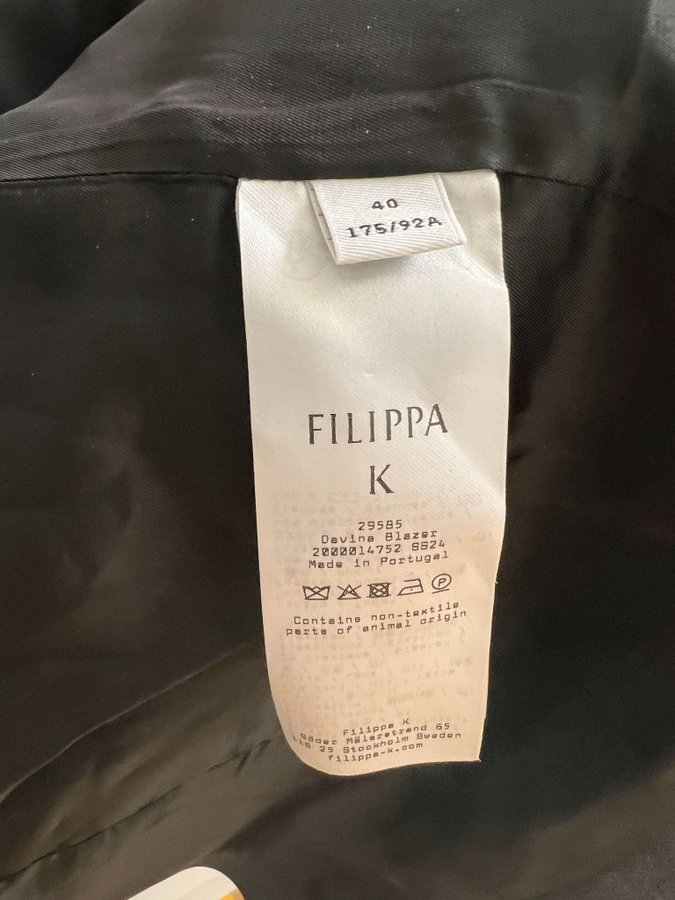 40
175/92A
FILIPPA
K
29585
Davina Blazer
2000014752 SS24
Made in Portugal
P
Contains non-textile
parts of animal origin
Filippa K
Söder Mälarstrand 65
118 25 Stockholm Sweden
filippa-k.com